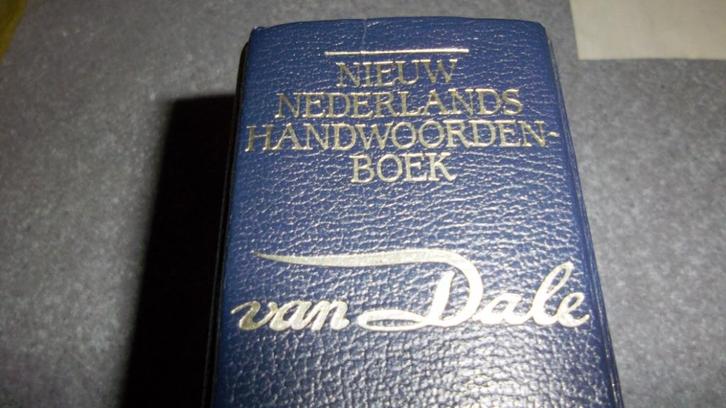 NIEUW
NEDERLANDS
HANDWOORDEN-
BOEK
van Dale